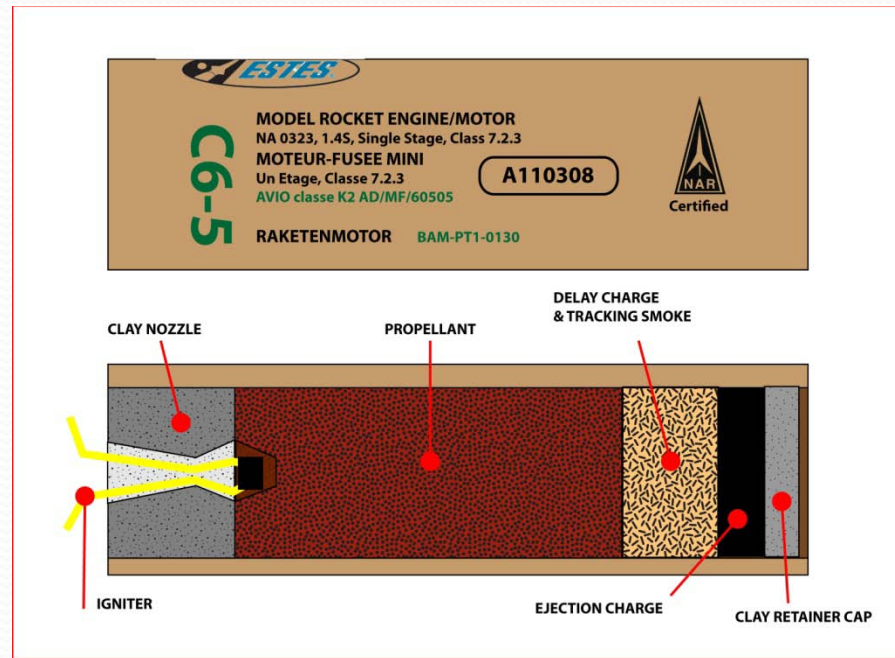 ESTES
C6-5
MODEL ROCKET ENGINE/MOTOR
NA 0323, 1.4S, Single Stage, Class 7.2.3
MOTEUR-FUSEE MINI
Un Etage, Classe 7.2.3
AVIO classe K2 AD/MF/60505
RAKETENMOTOR BAM-PT1-0130
A110308
NAR
Certified
CLAY NOZZLE
PROPELLANT
DELAY CHARGE
& TRACKING SMOKE
IGNITER
EJECTION CHARGE
CLAY RETAINER CAP